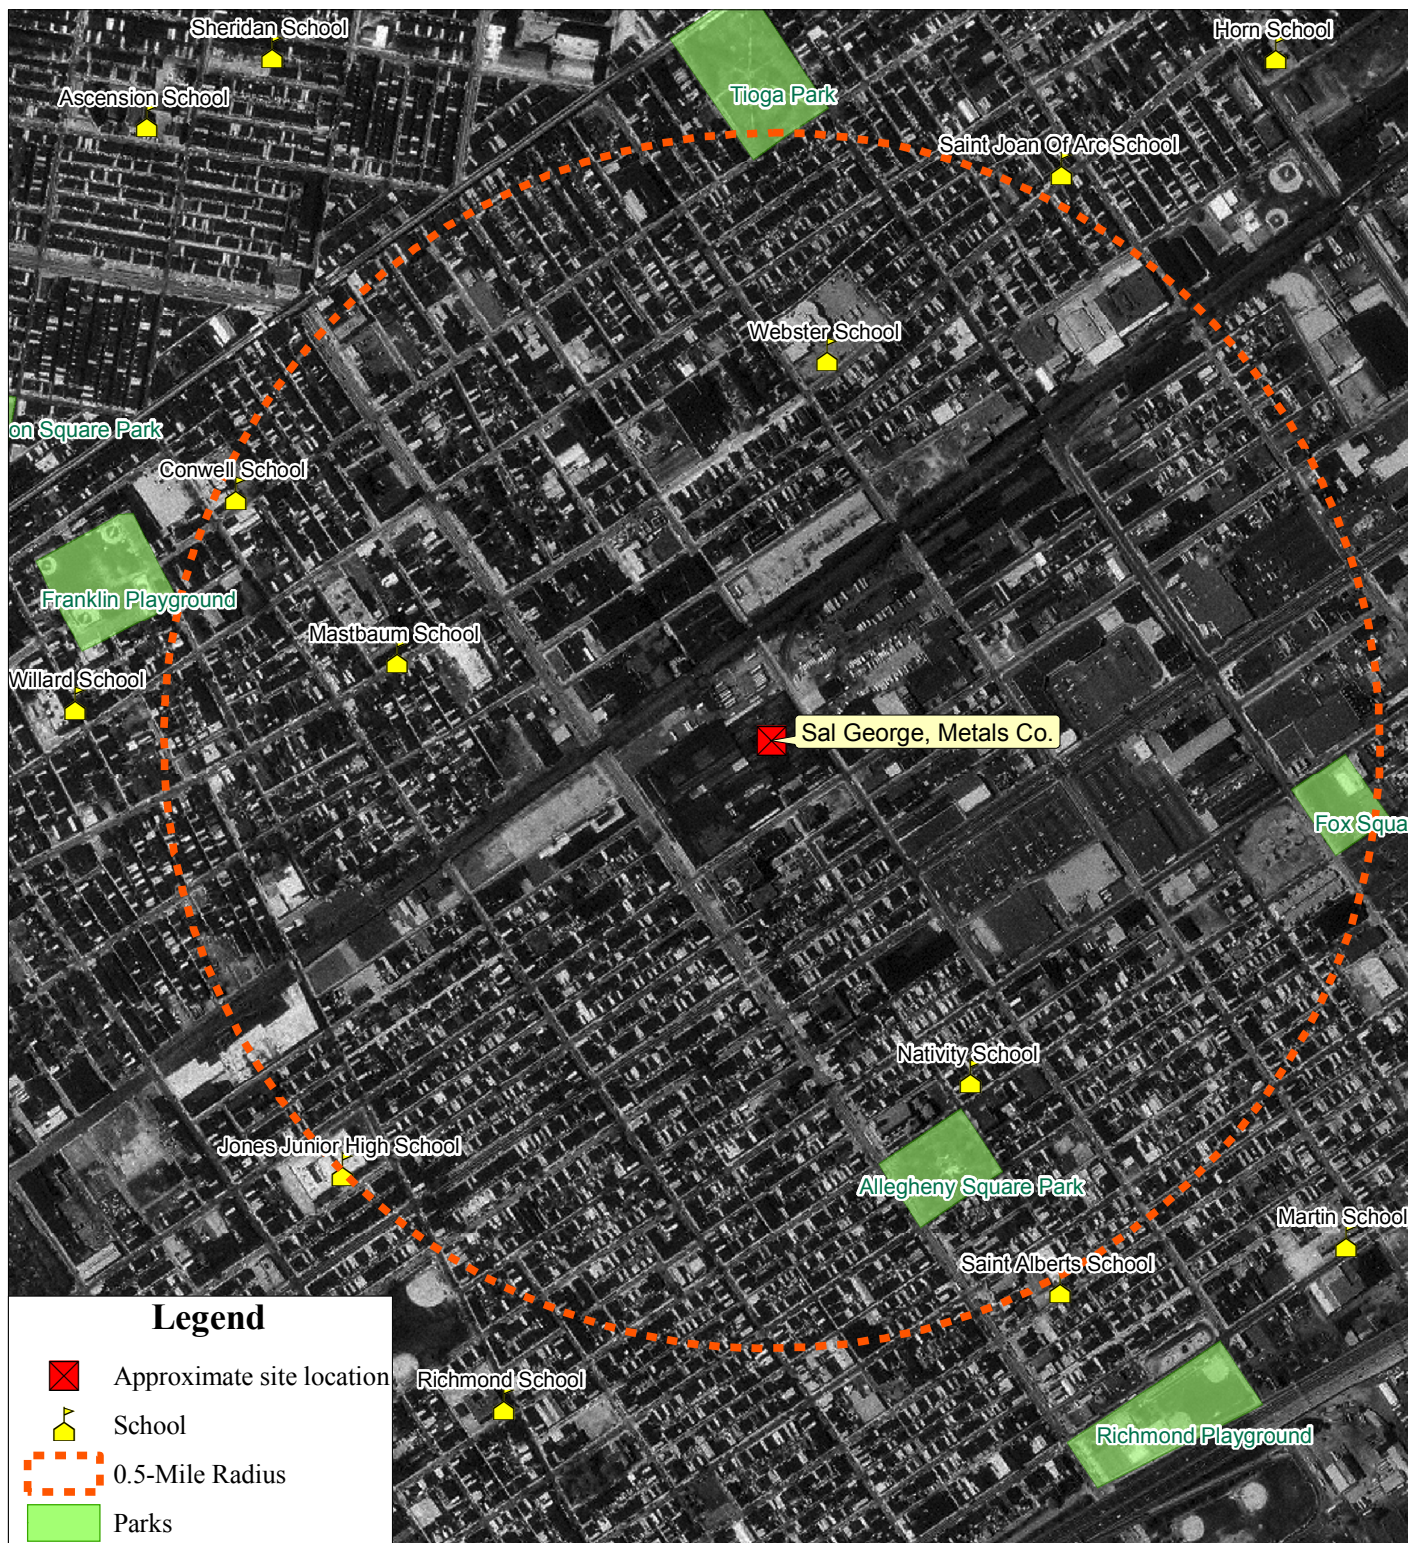 Sheridan School
Horn School
Ascension School
Tioga Park
Saint Joan Of Arc School
Webster School
on Square Park
Conwell School
Franklin Playground
Mastbaum School
Willard School
Sal George, Metals Co.
Fox Squa
Nativity School
Jones Junior High School
Allegheny Square Park
Martin School
Saint Alberts School
Richmond School
Richmond Playground
Legend
Approximate site location
School
0.5-Mile Radius
Parks